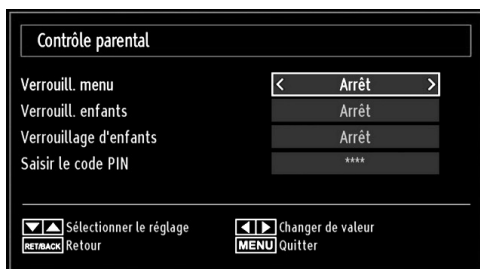 Contrôle parental
Verrouill. menu < Arrêt >
Verrouill. enfants Arrêt
Verrouillage d'enfants Arrêt
Saisir le code PIN ****
Sélectionner le réglage Changer de valeur
RET/BACK Retour MENU Quitter